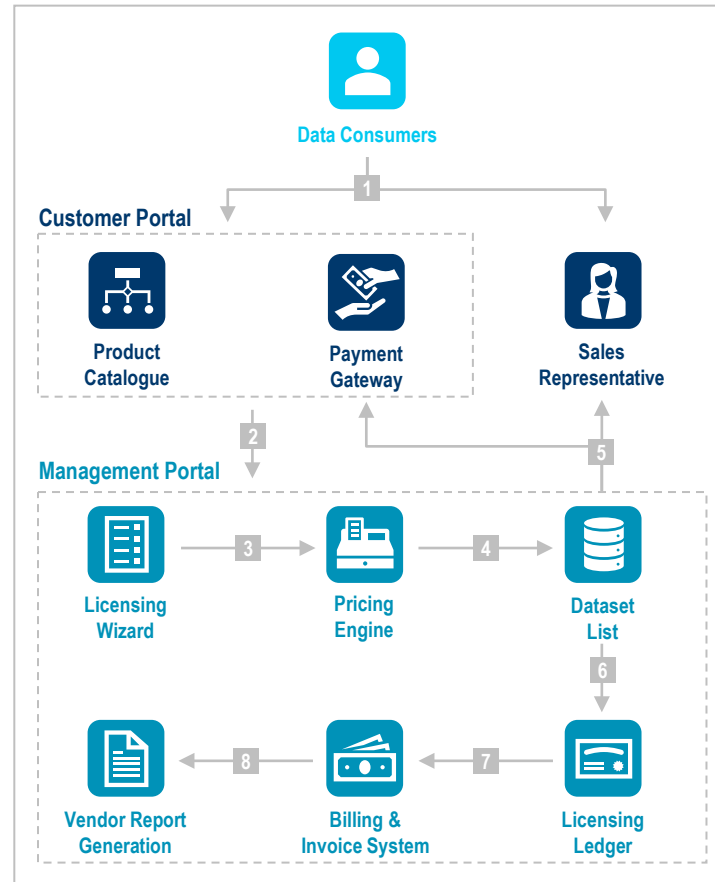 Data Consumers
1
Customer Portal
Product
Catalogue
Payment
Gateway
Sales
Representative
2
5
Management Portal
3
4
Licensing
Wizard
Pricing
Engine
Dataset
List
6
8
7
Vendor Report
Generation
Billing &
Invoice System
Licensing
Ledger